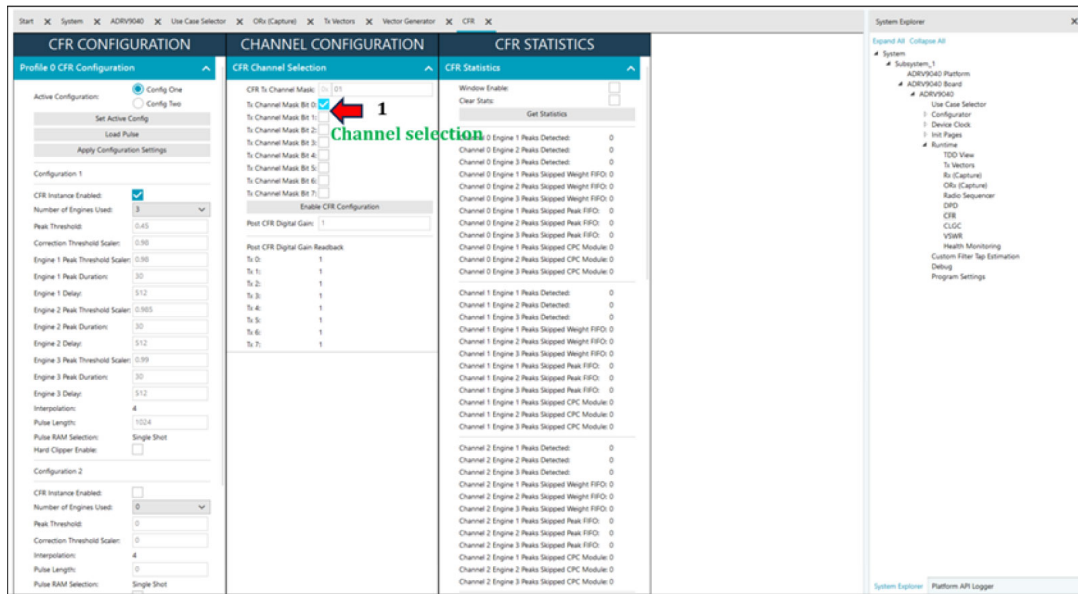 Start
System
ADRV9040
Use Case Selector
ORx (Capture)
Tx Vectors
Vector Generator
CFR
CFR CONFIGURATION
Profile 0 CFR Configuration
Active Configuration:
Config One
Config Two
Set Active Config
Load Pulse
Apply Configuration Settings
Configuration 1
CFR Instance Enabled:
Number of Engines Used: 3
Peak Threshold: 0.45
Correction Threshold Scaler: 0.98
Engine 1 Peak Threshold Scaler: 0.98
Engine 1 Peak Duration: 30
Engine 1 Delay: 512
Engine 2 Peak Threshold Scaler: 0.985
Engine 2 Peak Duration: 30
Engine 2 Delay: 512
Engine 3 Peak Threshold Scaler: 0.99
Engine 3 Peak Duration: 30
Engine 3 Delay: 512
Interpolation: 4
Pulse Length: 1024
Pulse RAM Selection: Single Shot
Hard Clipper Enable:
Configuration 2
CFR Instance Enabled:
Number of Engines Used: 0
Peak Threshold: 0
Correction Threshold Scaler: 0
Interpolation: 4
Pulse Length: 0
Pulse RAM Selection: Single Shot
CHANNEL CONFIGURATION
CFR Channel Selection
CFR Tx Channel Mask: 0x 01
Tx Channel Mask Bit 0:
1
Tx Channel Mask Bit 1:
Tx Channel Mask Bit 2:
Channel selection
Tx Channel Mask Bit 3:
Tx Channel Mask Bit 4:
Tx Channel Mask Bit 5:
Tx Channel Mask Bit 6:
Tx Channel Mask Bit 7:
Enable CFR Configuration
Post CFR Digital Gain: 1
Post CFR Digital Gain Readback
Tx 0: 1
Tx 1: 1
Tx 2: 1
Tx 3: 1
Tx 4: 1
Tx 5: 1
Tx 6: 1
Tx 7: 1
CFR STATISTICS
CFR Statistics
Window Enable:
Clear Stats:
Get Statistics
Channel 0 Engine 1 Peaks Detected: 0
Channel 0 Engine 2 Peaks Detected: 0
Channel 0 Engine 3 Peaks Detected: 0
Channel 0 Engine 1 Peaks Skipped Weight FIFO: 0
Channel 0 Engine 2 Peaks Skipped Weight FIFO: 0
Channel 0 Engine 3 Peaks Skipped Weight FIFO: 0
Channel 0 Engine 1 Peaks Skipped Peak FIFO: 0
Channel 0 Engine 2 Peaks Skipped Peak FIFO: 0
Channel 0 Engine 3 Peaks Skipped Peak FIFO: 0
Channel 0 Engine 1 Peaks Skipped CPC Module: 0
Channel 0 Engine 2 Peaks Skipped CPC Module: 0
Channel 0 Engine 3 Peaks Skipped CPC Module: 0
Channel 1 Engine 1 Peaks Detected: 0
Channel 1 Engine 2 Peaks Detected: 0
Channel 1 Engine 3 Peaks Detected: 0
Channel 1 Engine 1 Peaks Skipped Weight FIFO: 0
Channel 1 Engine 2 Peaks Skipped Weight FIFO: 0
Channel 1 Engine 3 Peaks Skipped Weight FIFO: 0
Channel 1 Engine 1 Peaks Skipped Peak FIFO: 0
Channel 1 Engine 2 Peaks Skipped Peak FIFO: 0
Channel 1 Engine 3 Peaks Skipped Peak FIFO: 0
Channel 1 Engine 1 Peaks Skipped CPC Module: 0
Channel 1 Engine 2 Peaks Skipped CPC Module: 0
Channel 1 Engine 3 Peaks Skipped CPC Module: 0
Channel 2 Engine 1 Peaks Detected: 0
Channel 2 Engine 2 Peaks Detected: 0
Channel 2 Engine 3 Peaks Detected: 0
Channel 2 Engine 1 Peaks Skipped Weight FIFO: 0
Channel 2 Engine 2 Peaks Skipped Weight FIFO: 0
Channel 2 Engine 3 Peaks Skipped Weight FIFO: 0
Channel 2 Engine 1 Peaks Skipped Peak FIFO: 0
Channel 2 Engine 2 Peaks Skipped Peak FIFO: 0
Channel 2 Engine 3 Peaks Skipped Peak FIFO: 0
Channel 2 Engine 1 Peaks Skipped CPC Module: 0
Channel 2 Engine 2 Peaks Skipped CPC Module: 0
Channel 2 Engine 3 Peaks Skipped CPC Module: 0
System Explorer
Expand All Collapse All
System
Subsystem_1
ADRV9040 Platform
ADRV9040 Board
ADRV9040
Use Case Selector
Configurator
Device Clock
Init Pages
Runtime
TDD View
Tx Vectors
Rx (Capture)
ORx (Capture)
Radio Sequencer
DPD
CFR
CLGC
VSWR
Health Monitoring
Custom Filter Tap Estimation
Debug
Program Settings
System Explorer
Platform API Logger